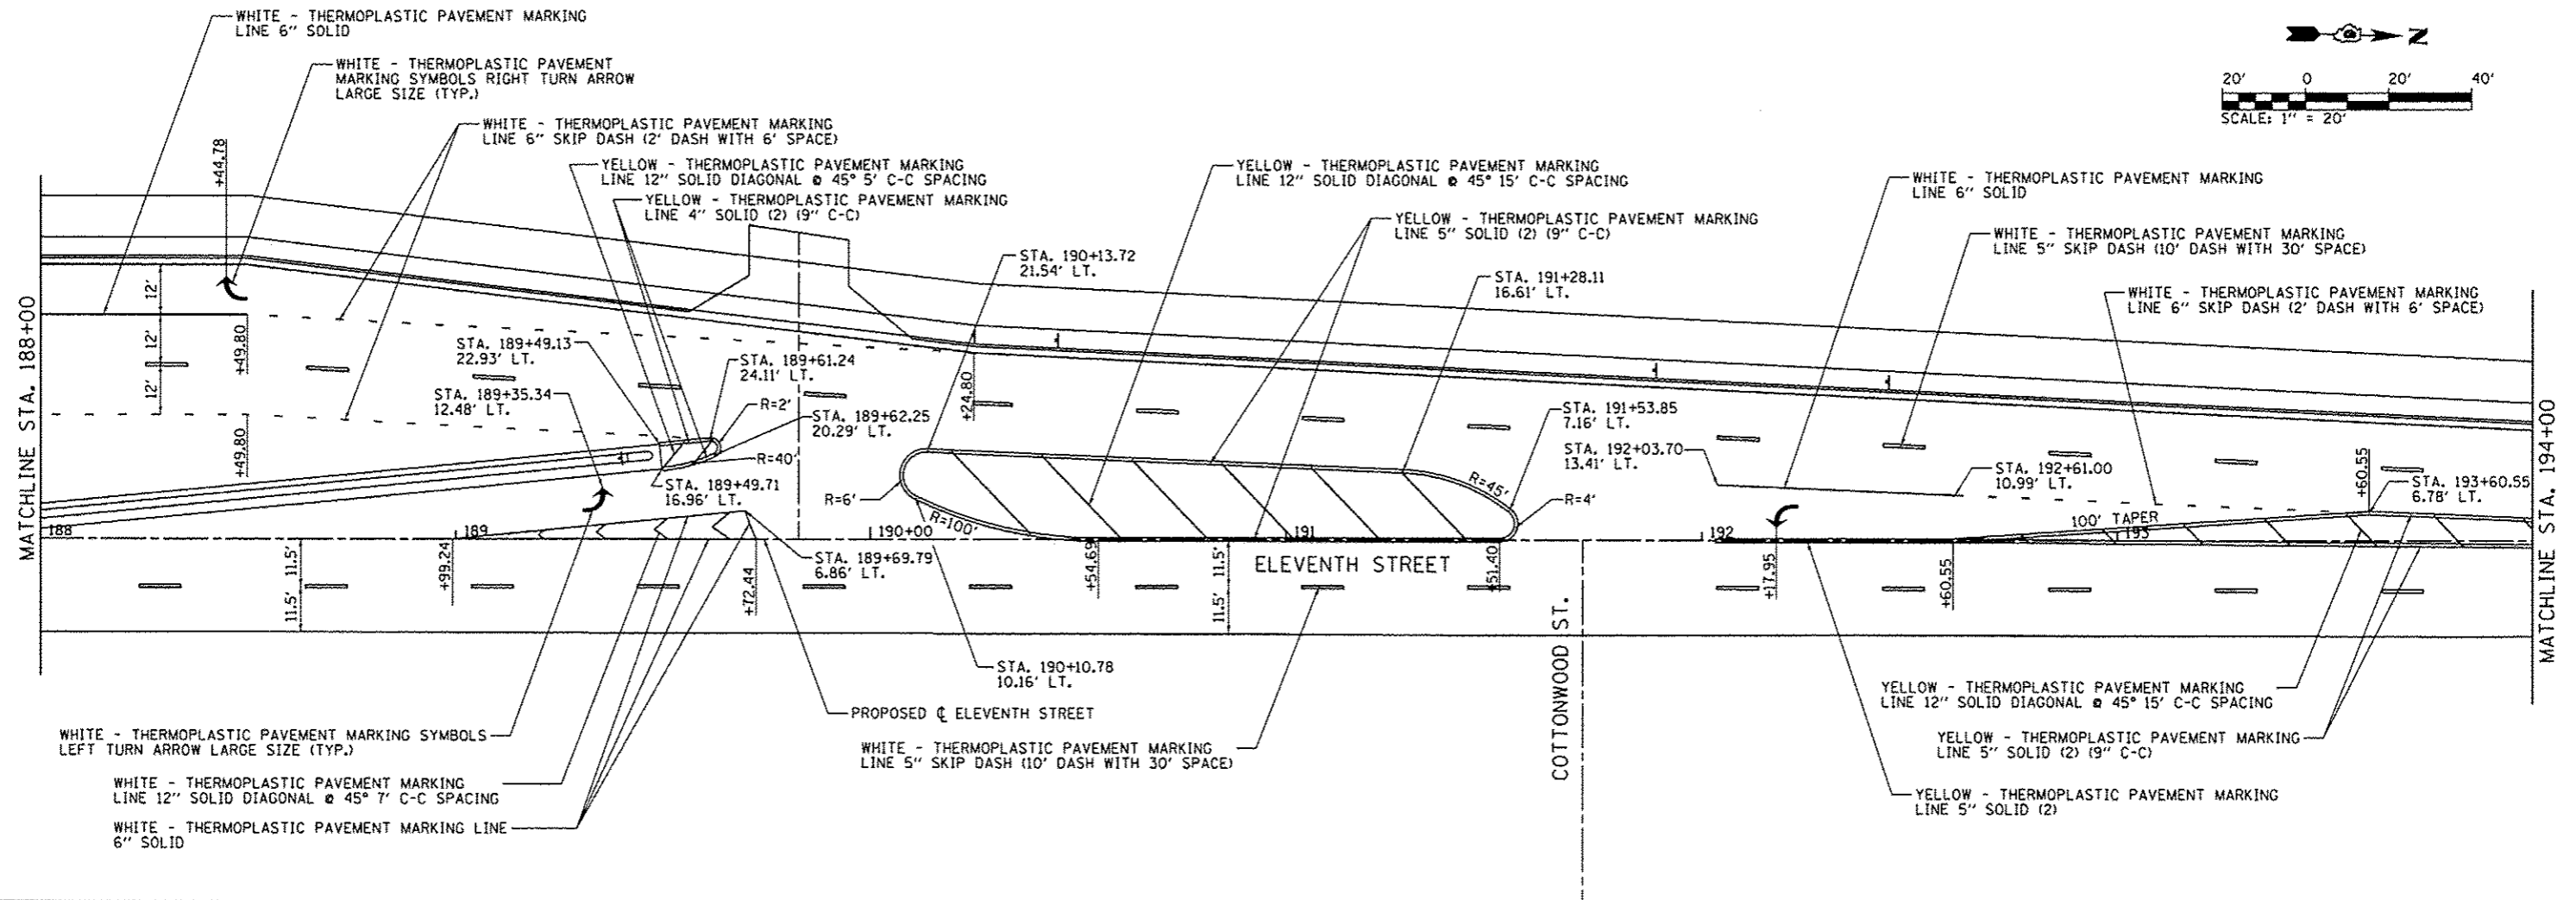 WHITE - THERMOPLASTIC PAVEMENT MARKING
LINE 6" SOLID
WHITE - THERMOPLASTIC PAVEMENT
MARKING SYMBOLS RIGHT TURN ARROW
LARGE SIZE (TYP.)
WHITE - THERMOPLASTIC PAVEMENT MARKING
LINE 6" SKIP DASH (2' DASH WITH 6' SPACE)
YELLOW - THERMOPLASTIC PAVEMENT MARKING
LINE 12" SOLID DIAGONAL @ 45° 5' C-C SPACING
YELLOW - THERMOPLASTIC PAVEMENT MARKING
LINE 4" SOLID (2) (9" C-C)
YELLOW - THERMOPLASTIC PAVEMENT MARKING
LINE 12" SOLID DIAGONAL @ 45° 15' C-C SPACING
YELLOW - THERMOPLASTIC PAVEMENT MARKING
LINE 5" SOLID (2) (9" C-C)
WHITE - THERMOPLASTIC PAVEMENT MARKING
LINE 6" SOLID
WHITE - THERMOPLASTIC PAVEMENT MARKING
LINE 5" SKIP DASH (10' DASH WITH 30' SPACE)
WHITE - THERMOPLASTIC PAVEMENT MARKING
LINE 6" SKIP DASH (2' DASH WITH 6' SPACE)
N
20' 0 20' 40'
SCALE: 1" = 20'
MATCHLINE STA. 188+00
+44.78
12'
12'
12'
+49.80
+49.80
STA. 189+49.13
22.93' LT.
STA. 189+35.34
12.48' LT.
STA. 189+61.24
24.11' LT.
R=2'
STA. 189+62.25
20.29' LT.
R=40'
STA. 189+49.71
16.96' LT.
STA. 190+13.72
21.54' LT.
+24.80
STA. 191+28.11
16.61' LT.
STA. 191+53.85
7.16' LT.
R=6'
R=100'
R=45'
R=4'
STA. 192+03.70
13.41' LT.
STA. 192+61.00
10.99' LT.
+60.55
STA. 193+60.55
6.78' LT.
100' TAPER
188
189
190+00
191
192
193
11.5'
11.5'
+99.24
+72.44
STA. 189+69.79
6.86' LT.
+54.69
11.5'
11.5'
ELEVENTH STREET
+51.40
+17.95
+60.55
MATCHLINE STA. 194+00
COTTONWOOD ST.
STA. 190+10.78
10.16' LT.
PROPOSED ℄ ELEVENTH STREET
WHITE - THERMOPLASTIC PAVEMENT MARKING
LINE 5" SKIP DASH (10' DASH WITH 30' SPACE)
WHITE - THERMOPLASTIC PAVEMENT MARKING SYMBOLS
LEFT TURN ARROW LARGE SIZE (TYP.)
WHITE - THERMOPLASTIC PAVEMENT MARKING
LINE 12" SOLID DIAGONAL @ 45° 7' C-C SPACING
WHITE - THERMOPLASTIC PAVEMENT MARKING LINE
6" SOLID
YELLOW - THERMOPLASTIC PAVEMENT MARKING
LINE 12" SOLID DIAGONAL @ 45° 15' C-C SPACING
YELLOW - THERMOPLASTIC PAVEMENT MARKING
LINE 5" SOLID (2) (9" C-C)
YELLOW - THERMOPLASTIC PAVEMENT MARKING
LINE 5" SOLID (2)